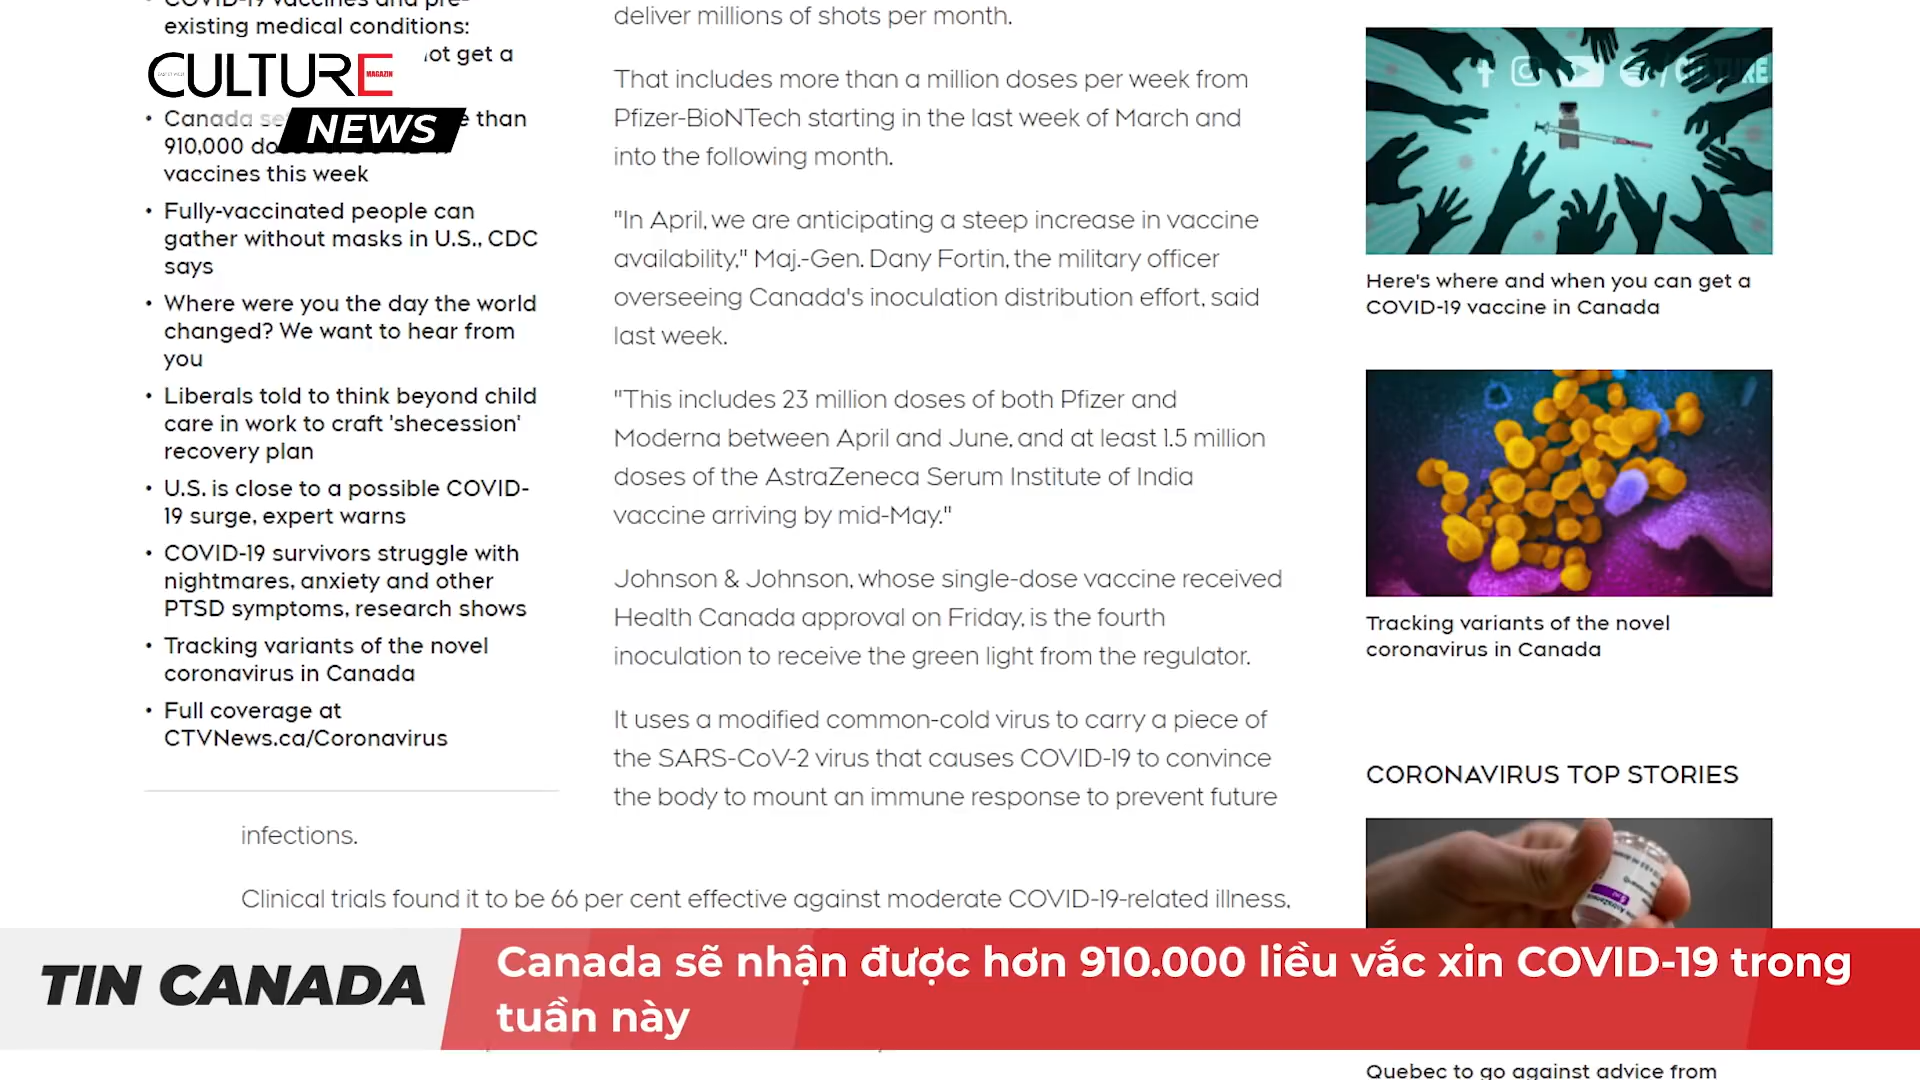 COVID-19 vaccines and pre-
existing medical conditions:
not get a
CULTURE
MAGAZIN
NEWS
Canada se e than
910,000 do
vaccines this week
Fully-vaccinated people can
gather without masks in U.S., CDC
says
Where were you the day the world
changed? We want to hear from
you
Liberals told to think beyond child
care in work to craft 'shecession'
recovery plan
U.S. is close to a possible COVID-
19 surge, expert warns
COVID-19 survivors struggle with
nightmares, anxiety and other
PTSD symptoms, research shows
Tracking variants of the novel
coronavirus in Canada
Full coverage at
CTVNews.ca/Coronavirus
deliver millions of shots per month.
That includes more than a million doses per week from
Pfizer-BioNTech starting in the last week of March and
into the following month.
"In April, we are anticipating a steep increase in vaccine
availability," Maj.-Gen. Dany Fortin, the military officer
overseeing Canada's inoculation distribution effort, said
last week.
"This includes 23 million doses of both Pfizer and
Moderna between April and June, and at least 1.5 million
doses of the AstraZeneca Serum Institute of India
vaccine arriving by mid-May."
Johnson & Johnson, whose single-dose vaccine received
Health Canada approval on Friday, is the fourth
inoculation to receive the green light from the regulator.
It uses a modified common-cold virus to carry a piece of
the SARS-CoV-2 virus that causes COVID-19 to convince
the body to mount an immune response to prevent future
infections.
Clinical trials found it to be 66 per cent effective against moderate COVID-19-related illness,
/CULTURE
Here's where and when you can get a
COVID-19 vaccine in Canada
Tracking variants of the novel
coronavirus in Canada
CORONAVIRUS TOP STORIES
Quebec to go against advice from
TIN CANADA
Canada sẽ nhận được hơn 910.000 liều vắc xin COVID-19 trong
tuần này